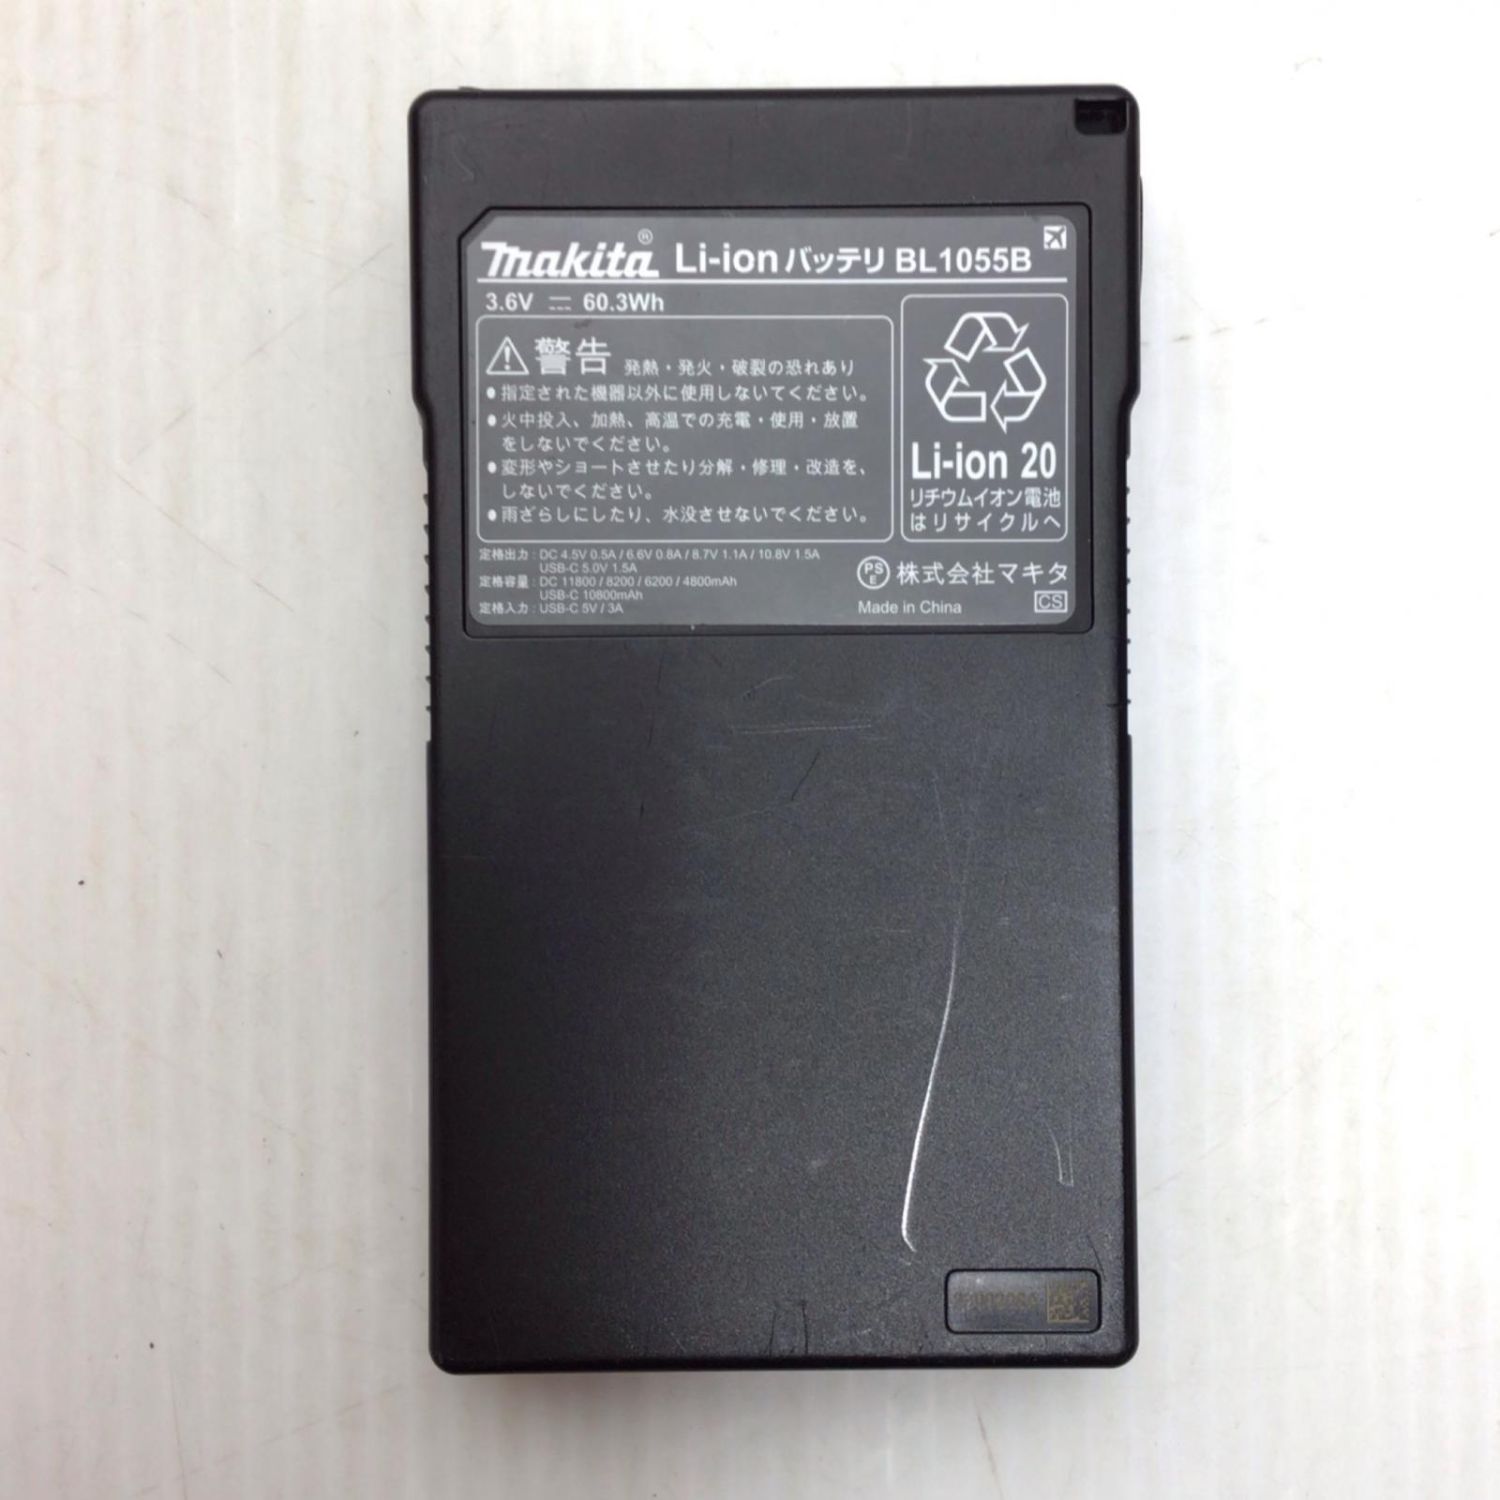 makita® Li-ion バッテリ BL1055B
3.6V ⎓ 60.3Wh
警告 発熱・発火・破裂の恐れあり
●指定された機器以外に使用しないでください。
●火中投入、加熱、高温での充電・使用・放置
をしないでください。
●変形やショートさせたり分解・修理・改造を、
しないでください。
●雨ざらしにしたり、水没させないでください。
Li-ion 20
リチウムイオン電池
はリサイクルへ
定格出力 : DC 4.5V 0.5A / 6.6V 0.8A / 8.7V 1.1A / 10.8V 1.5A
USB-C 5.0V 1.5A
定格容量 : DC 11800 / 8200 / 6200 / 4800mAh
USB-C 10800mAh
定格入力 : USB-C 5V / 3A
PS
E
株式会社マキタ
Made in China
CS